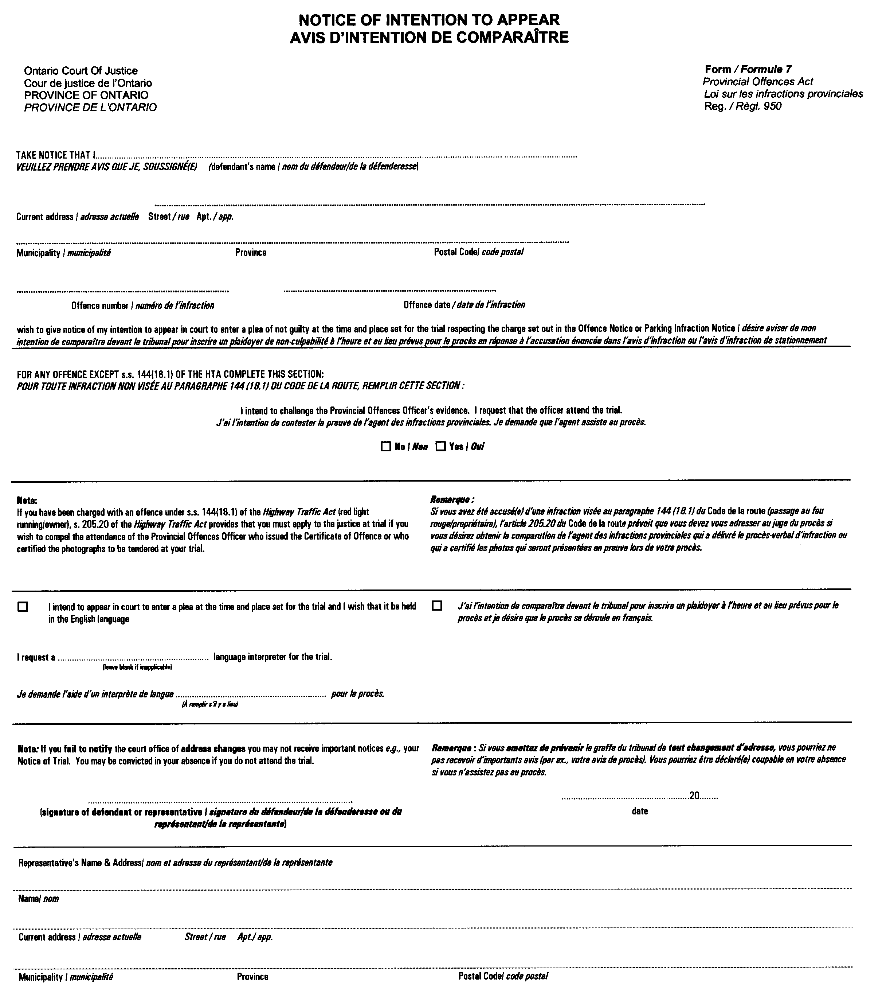 NOTICE OF INTENTION TO APPEAR
AVIS D'INTENTION DE COMPARAÎTRE
Ontario Court Of Justice
Cour de justice de l'Ontario
PROVINCE OF ONTARIO
PROVINCE DE L'ONTARIO
Form / Formule 7
Provincial Offences Act
Loi sur les infractions provinciales
Reg. / Règl. 950
TAKE NOTICE THAT I
VEUILLEZ PRENDRE AVIS QUE JE, SOUSSIGNÉ(E) (defendant's name / nom du défendeur/de la défenderesse)
Current address / adresse actuelle Street / rue Apt. / app.
Municipality / municipalité Province Postal Code/ code postal
Offence number / numéro de l'infraction Offence date / date de l'infraction
wish to give notice of my intention to appear in court to enter a plea of not guilty at the time and place set for the trial respecting the charge set out in the Offence Notice or Parking Infraction Notice / désire aviser de mon
intention de comparaître devant le tribunal pour inscrire un plaidoyer de non-culpabilité à l'heure et au lieu prévus pour le procès en réponse à l'accusation énoncée dans l'avis d'infraction ou l'avis d'infraction de stationnement
FOR ANY OFFENCE EXCEPT s.s. 144(18.1) OF THE HTA COMPLETE THIS SECTION:
POUR TOUTE INFRACTION NON VISÉE AU PARAGRAPHE 144 (18.1) DU CODE DE LA ROUTE, REMPLIR CETTE SECTION :
I intend to challenge the Provincial Offences Officer's evidence. I request that the officer attend the trial.
J'ai l'intention de contester la preuve de l'agent des infractions provinciales. Je demande que l'agent assiste au procès.
No / Non Yes / Oui
Note:
If you have been charged with an offence under s.s. 144(18.1) of the Highway Traffic Act (red light
running/owner), s. 205.20 of the Highway Traffic Act provides that you must apply to the justice at trial if you
wish to compel the attendance of the Provincial Offences Officer who issued the Certificate of Offence or who
certified the photographs to be tendered at your trial.
Remarque :
Si vous avez été accusé(e) d'une infraction visée au paragraphe 144 (18.1) du Code de la route (passage au feu
rouge/propriétaire), l'article 205.20 du Code de la route prévoit que vous devez vous adresser au juge du procès si
vous désirez obtenir la comparution de l'agent des infractions provinciales qui a délivré le procès-verbal d'infraction ou
qui a certifié les photos qui seront présentées en preuve lors de votre procès.
I intend to appear in court to enter a plea at the time and place set for the trial and I wish that it be held
in the English language
J'ai l'intention de comparaître devant le tribunal pour inscrire un plaidoyer à l'heure et au lieu prévus pour le
procès et je désire que le procès se déroule en français.
I request a language interpreter for the trial.
(leave blank if inapplicable)
Je demande l'aide d'un interprète de langue pour le procès.
(À remplir s'il y a lieu)
Note: If you fail to notify the court office of address changes you may not receive important notices e.g., your
Notice of Trial. You may be convicted in your absence if you do not attend the trial.
Remarque : Si vous omettez de prévenir le greffe du tribunal de tout changement d'adresse, vous pourriez ne
pas recevoir d'importants avis (par ex., votre avis de procès). Vous pourriez être déclaré(e) coupable en votre absence
si vous n'assistez pas au procès.
(signature of defendant or representative / signature du défendeur/de la défenderesse ou du
représentant/de la représentante)
20
date
Representative's Name & Address/ nom et adresse du représentant/de la représentante
Name/ nom
Current address / adresse actuelle Street / rue Apt./ app.
Municipality / municipalité Province Postal Code/ code postal